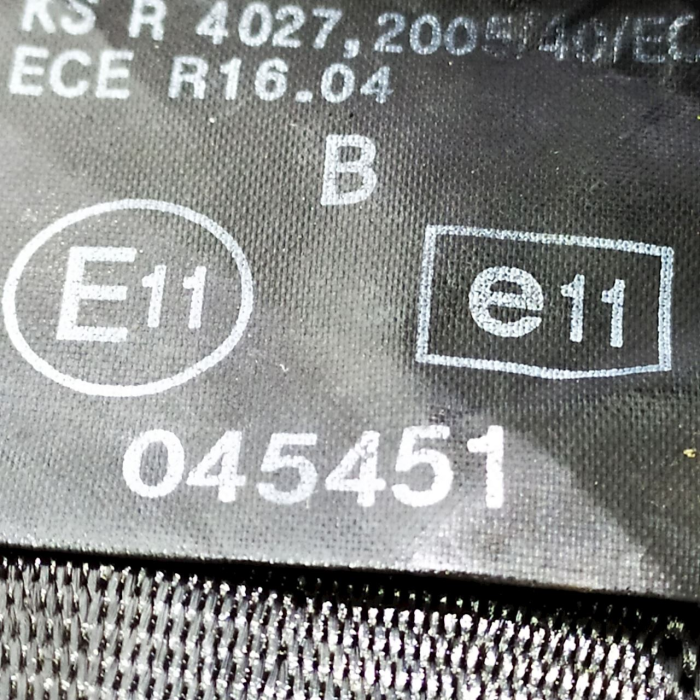 KS R 4027,2005/40/EC
ECE R16.04
B
E11 e11
045451